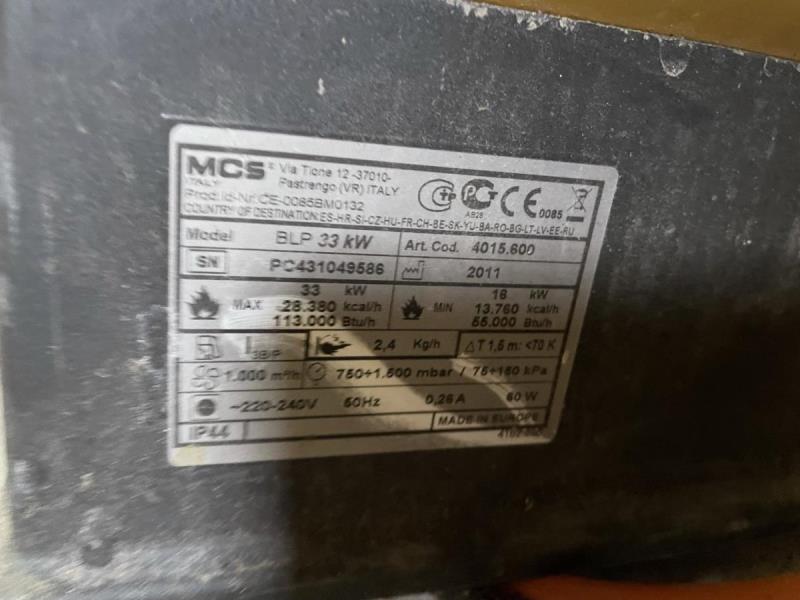 MCS® Via Tione 12 -37010-
ITALY Pastrengo (VR) ITALY
Prod.Id-Nr.CE-0085BM0132
COUNTRY OF DESTINATION:ES-HR-SI-CZ-HU-FR-CH-BE-SK-YU-BA-RO-BG-LT-LV-EE-RU
AB28
CE 0085
Model BLP 33 kW Art. Cod. 4015.600
SN PC431049586 2011
33 kW 16 kW
MAX 28.380 kcal/h MIN 13.760 kcal/h
113.000 Btu/h 55.000 Btu/h
I 3B/P 2,4 Kg/h ΔT 1,5 m: <70 K
1.000 m³/h 750÷1.500 mbar / 75÷150 kPa
~220-240V 50Hz 0,26A 60 W
MADE IN EUROPE
IP44